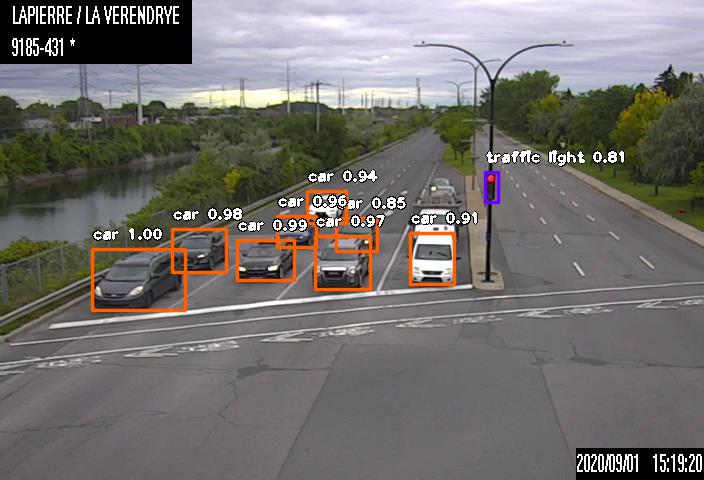 LAPIERRE / LA VERENDRYE
9185-431 *
traffic light 0.81
car 0.94
car 0.96
car 0.85
car 0.98
car 0.99
car 0.97
car 0.91
car 1.00
2020/09/01 15:19:20